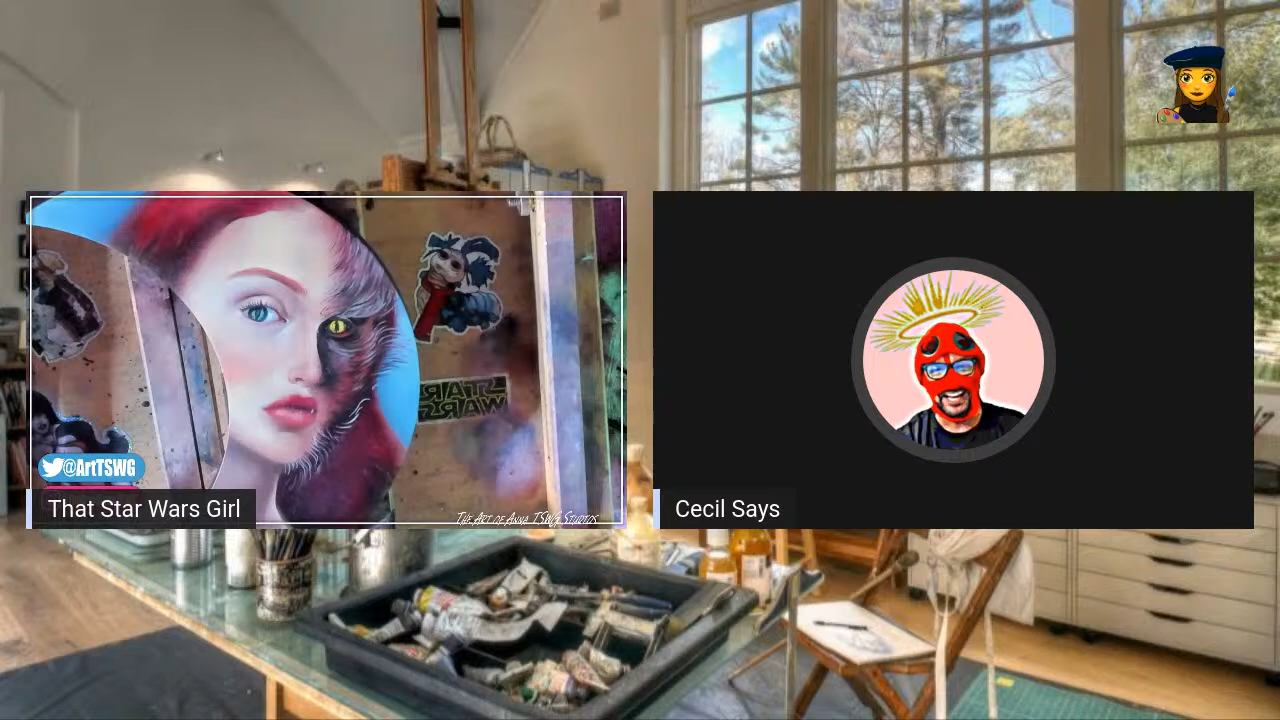 STAR
WARS
@ArtTSWG
That Star Wars Girl
The Art of Anna TSWG Studios
Cecil Says